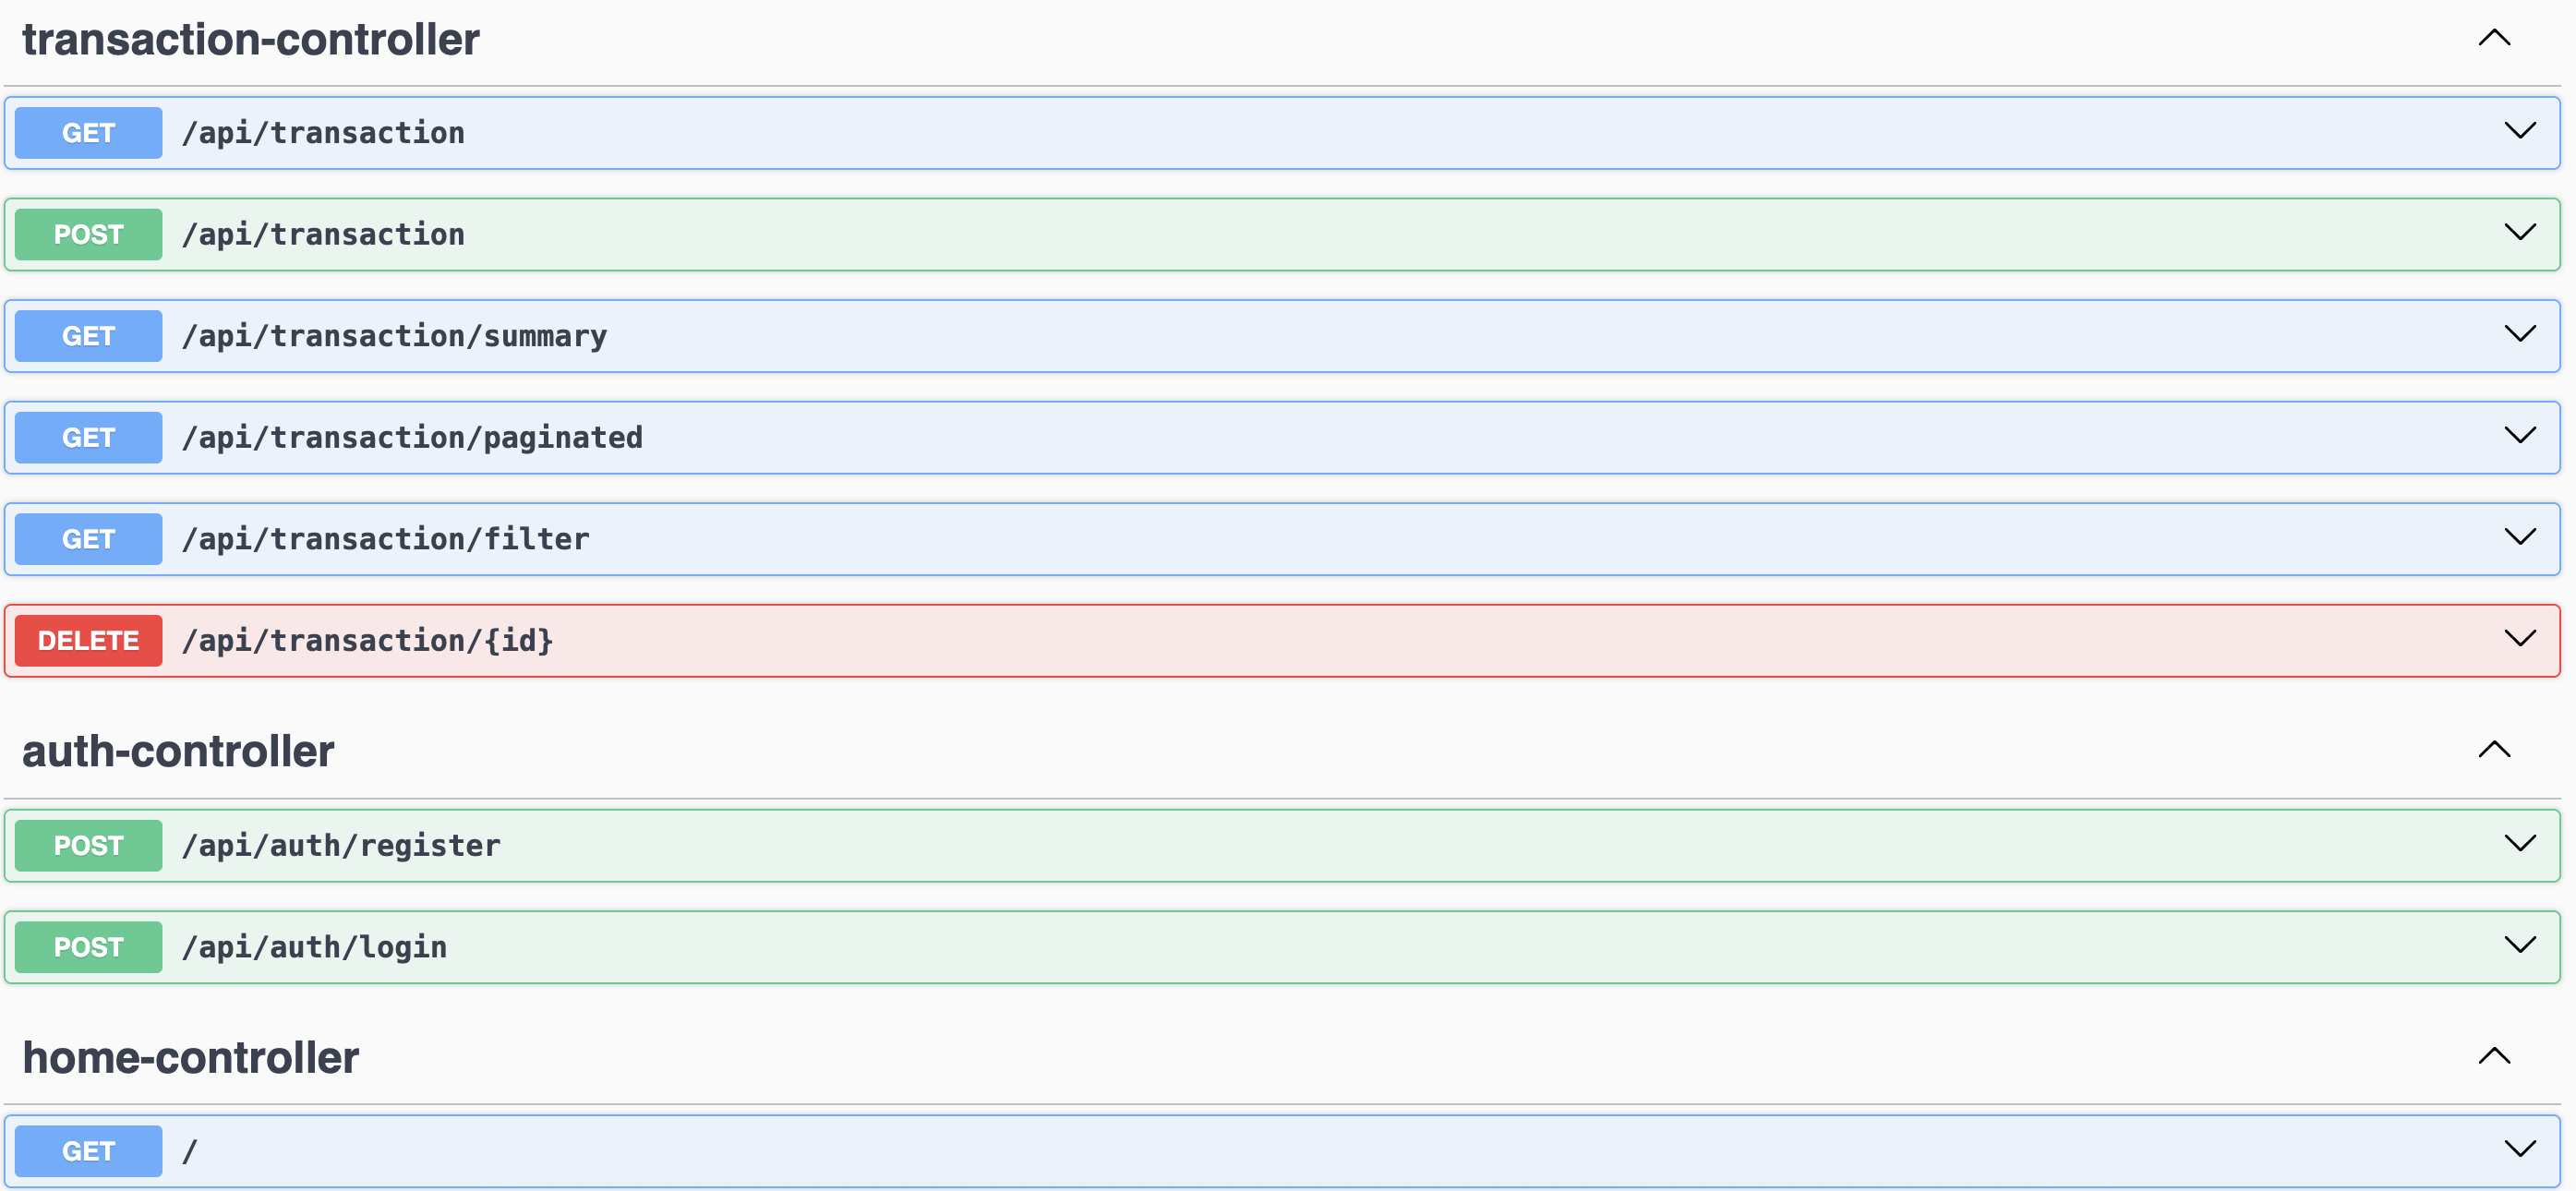 transaction-controller
GET /api/transaction
POST /api/transaction
GET /api/transaction/summary
GET /api/transaction/paginated
GET /api/transaction/filter
DELETE /api/transaction/{id}
auth-controller
POST /api/auth/register
POST /api/auth/login
home-controller
GET /